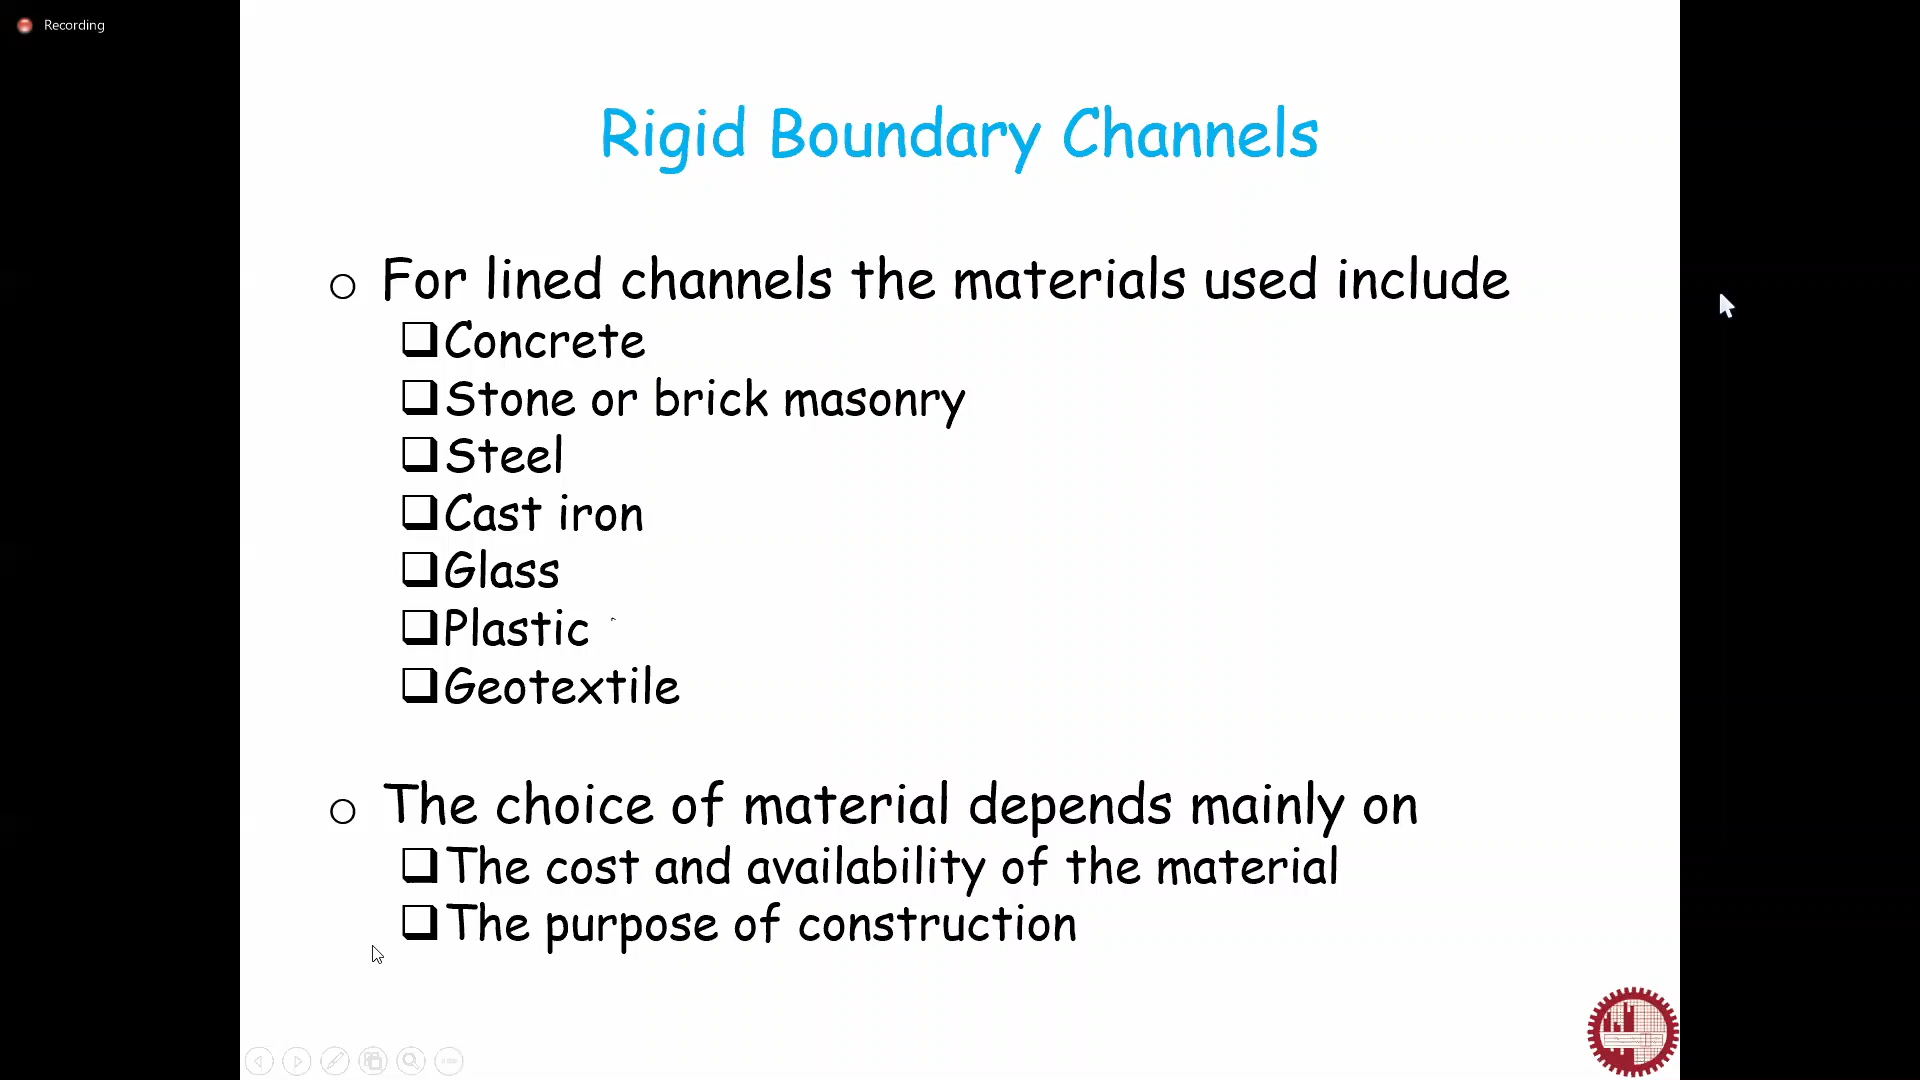 Recording
Rigid Boundary Channels
For lined channels the materials used include
Concrete
Stone or brick masonry
Steel
Cast iron
Glass
Plastic
Geotextile
The choice of material depends mainly on
The cost and availability of the material
The purpose of construction